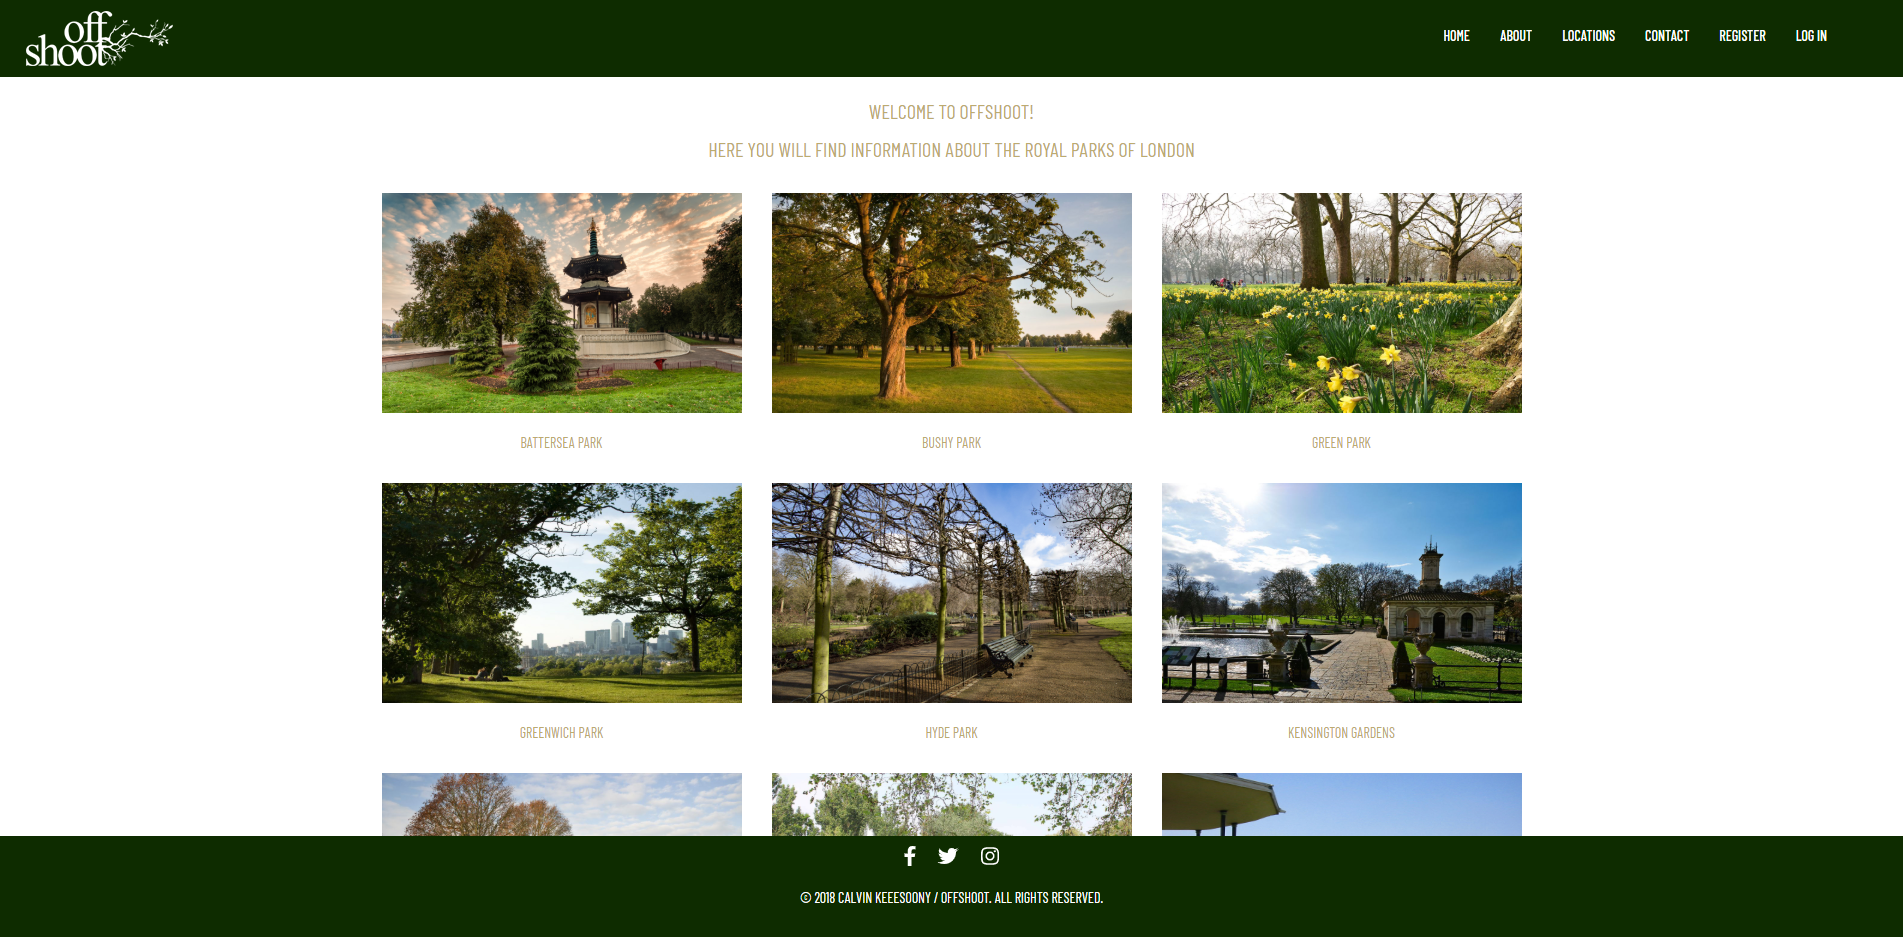 off
shoot
HOME ABOUT LOCATIONS CONTACT REGISTER LOG IN
WELCOME TO OFFSHOOT!
HERE YOU WILL FIND INFORMATION ABOUT THE ROYAL PARKS OF LONDON
BATTERSEA PARK BUSHY PARK GREEN PARK
GREENWICH PARK HYDE PARK KENSINGTON GARDENS
© 2018 CALVIN KEEESOONY / OFFSHOOT. ALL RIGHTS RESERVED.